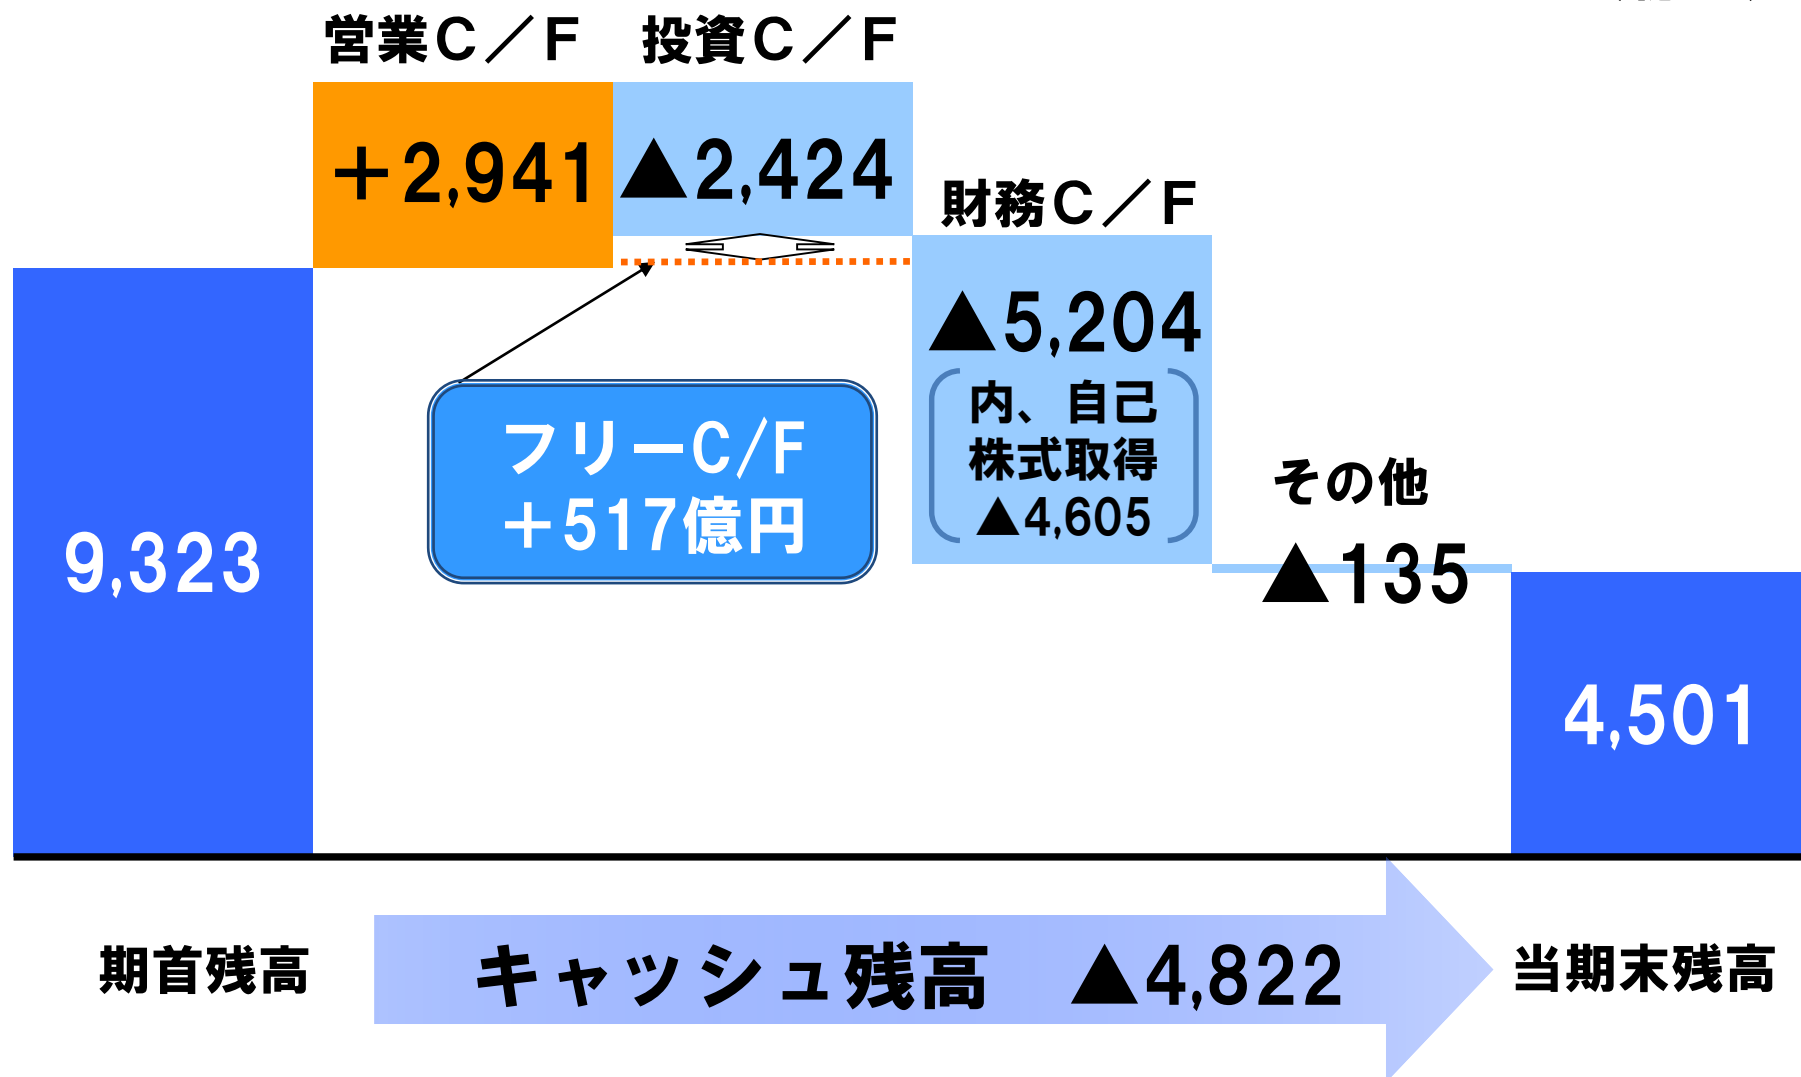 営業Ｃ／Ｆ
投資Ｃ／Ｆ
＋2,941
▲2,424
財務Ｃ／Ｆ
▲5,204
内、自己
株式取得
▲4,605
フリーC/F
＋517億円
その他
▲135
9,323
4,501
期首残高
キャッシュ残高　▲4,822
当期末残高